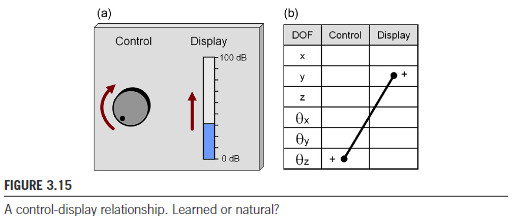 (a)
Control Display
100 dB
0 dB
(b)
DOF Control Display
x
y +
z
θx
θy
θz +
FIGURE 3.15
A control-display relationship. Learned or natural?